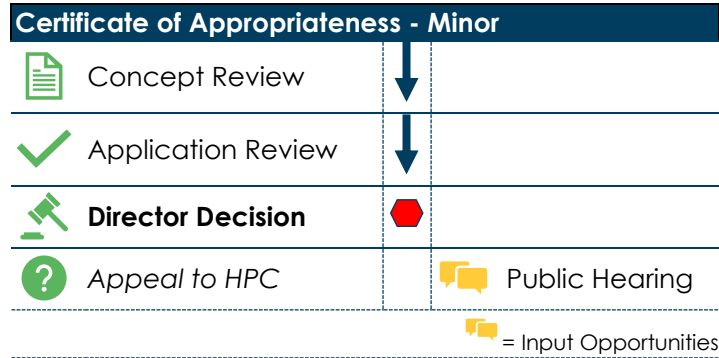 Certificate of Appropriateness - Minor
Concept Review
Application Review
Director Decision
? Appeal to HPC Public Hearing
= Input Opportunities